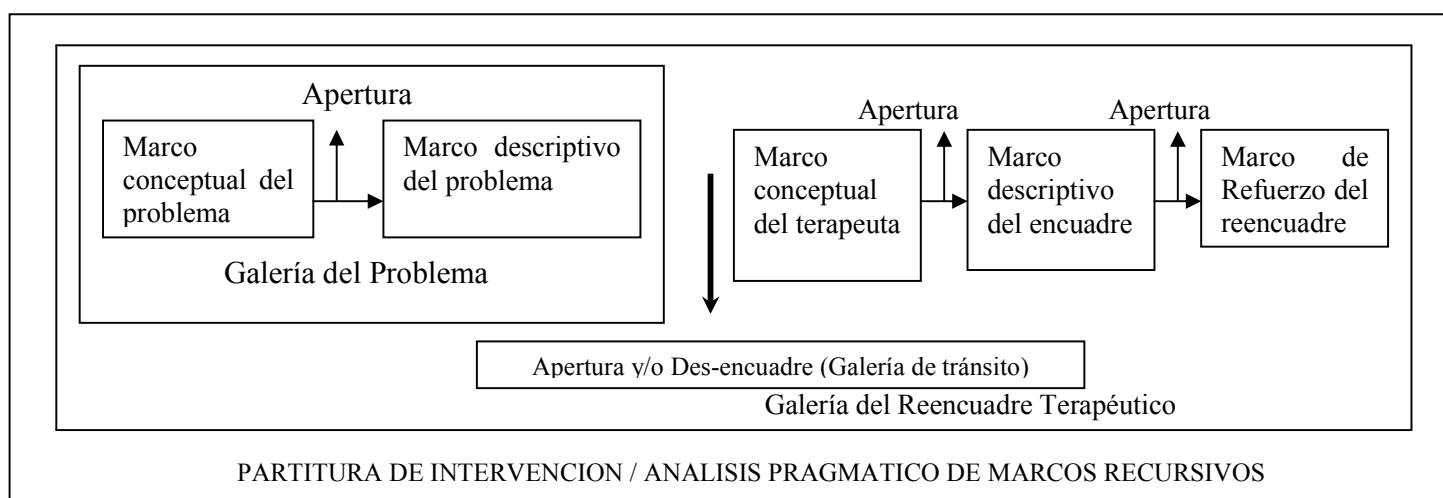 Apertura
Marco
conceptual del
problema
Marco descriptivo
del problema
Galería del Problema
Apertura
Apertura
Marco
conceptual
del terapeuta
Marco
descriptivo
del encuadre
Marco de
Refuerzo del
reencuadre
Apertura y/o Des-encuadre (Galería de tránsito)
Galería del Reencuadre Terapéutico
PARTITURA DE INTERVENCION / ANALISIS PRAGMATICO DE MARCOS RECURSIVOS